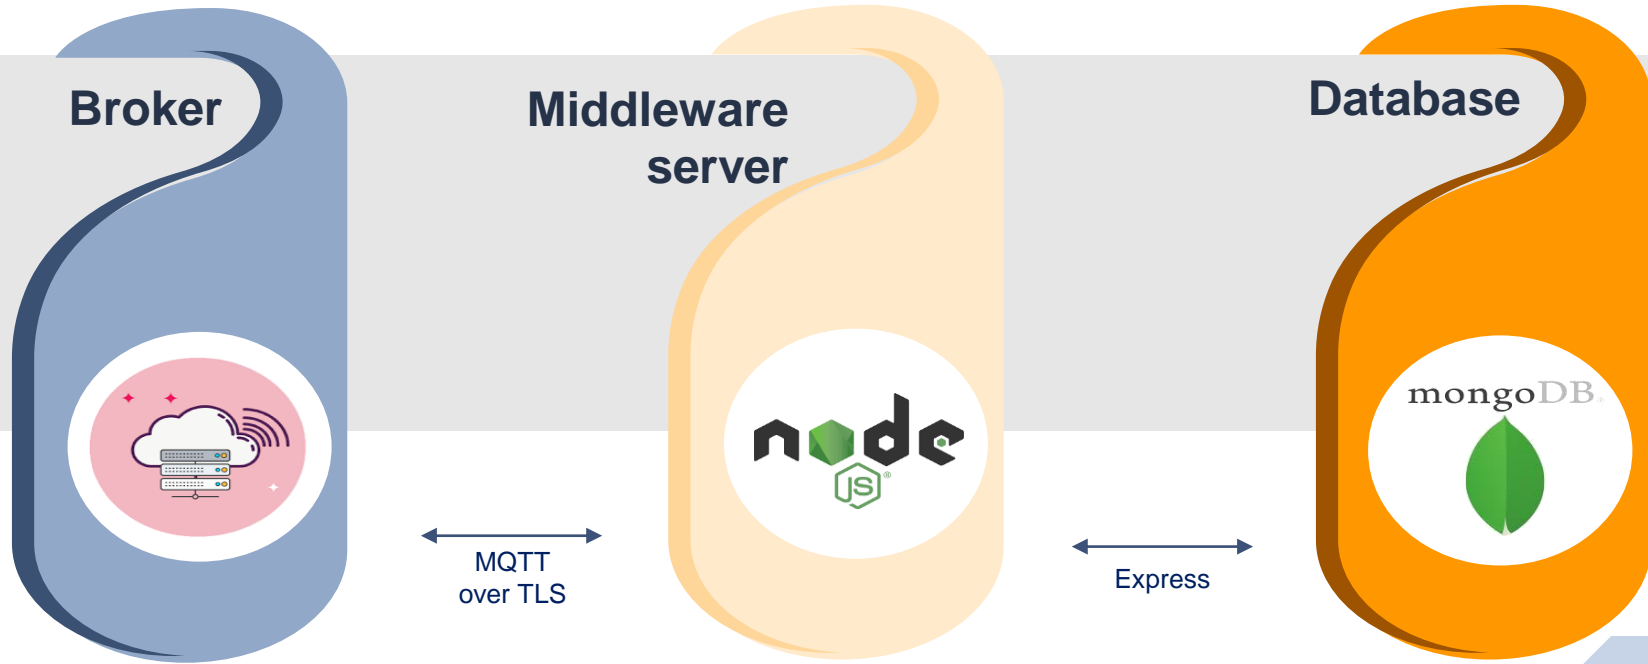 Broker
Middleware
server
Database
mongoDB
node
JS
MQTT
over TLS
Express